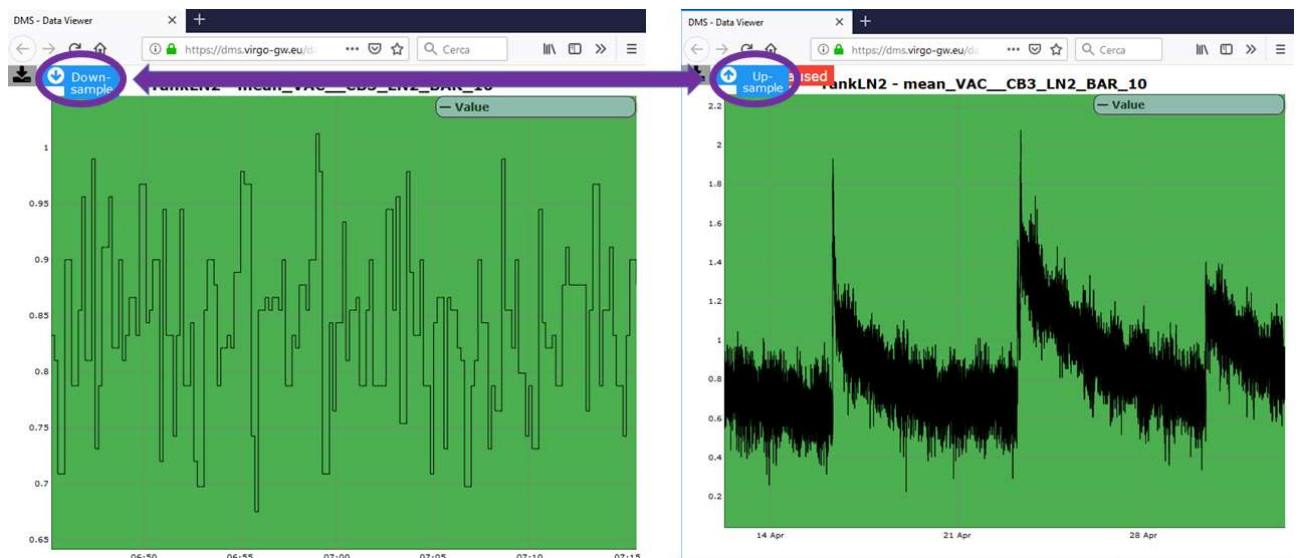 DMS - Data Viewer
https://dms.virgo-gw.eu/d
Cerca
Down-
sample
TankLN2 - mean_VAC__CB3_LN2_BAR_10
Value
1
0.95
0.9
0.85
0.8
0.75
0.7
0.65
06:50
06:55
07:00
07:05
07:10
07:15
DMS - Data Viewer
https://dms.virgo-gw.eu/da
Cerca
Up-
sample
aused
TankLN2 - mean_VAC__CB3_LN2_BAR_10
Value
2.2
2
1.8
1.6
1.4
1.2
1
0.8
0.6
0.4
0.2
14 Apr
21 Apr
28 Apr